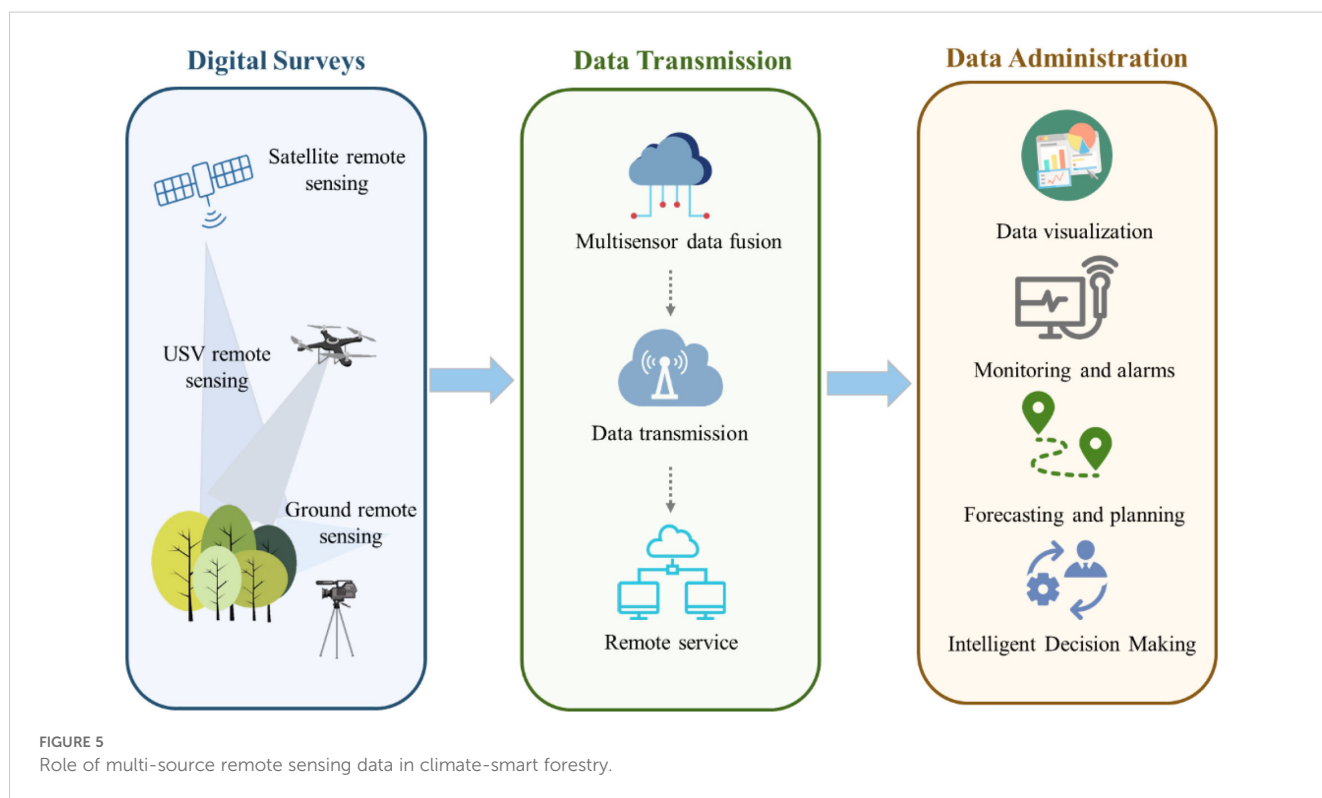 Digital Surveys
Satellite remote
sensing
USV remote
sensing
Ground remote
sensing
Data Transmission
Multisensor data fusion
Data transmission
Remote service
Data Administration
Data visualization
Monitoring and alarms
Forecasting and planning
Intelligent Decision Making
FIGURE 5
Role of multi-source remote sensing data in climate-smart forestry.